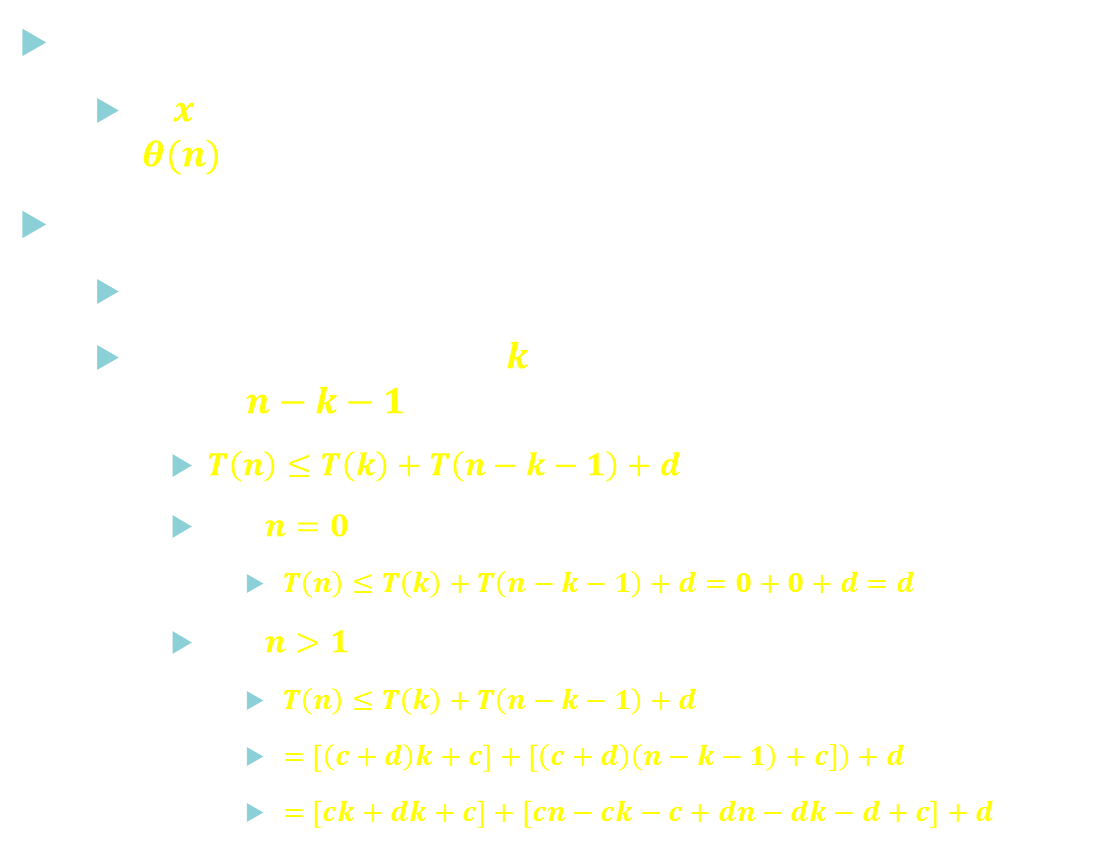 x
θ(n)
k
n − k − 1
T(n) ≤ T(k) + T(n − k − 1) + d
n = 0
T(n) ≤ T(k) + T(n − k − 1) + d = 0 + 0 + d = d
n > 1
T(n) ≤ T(k) + T(n − k − 1) + d
= [(c + d)k + c] + [(c + d)(n − k − 1) + c]) + d
= [ck + dk + c] + [cn − ck − c + dn − dk − d + c] + d